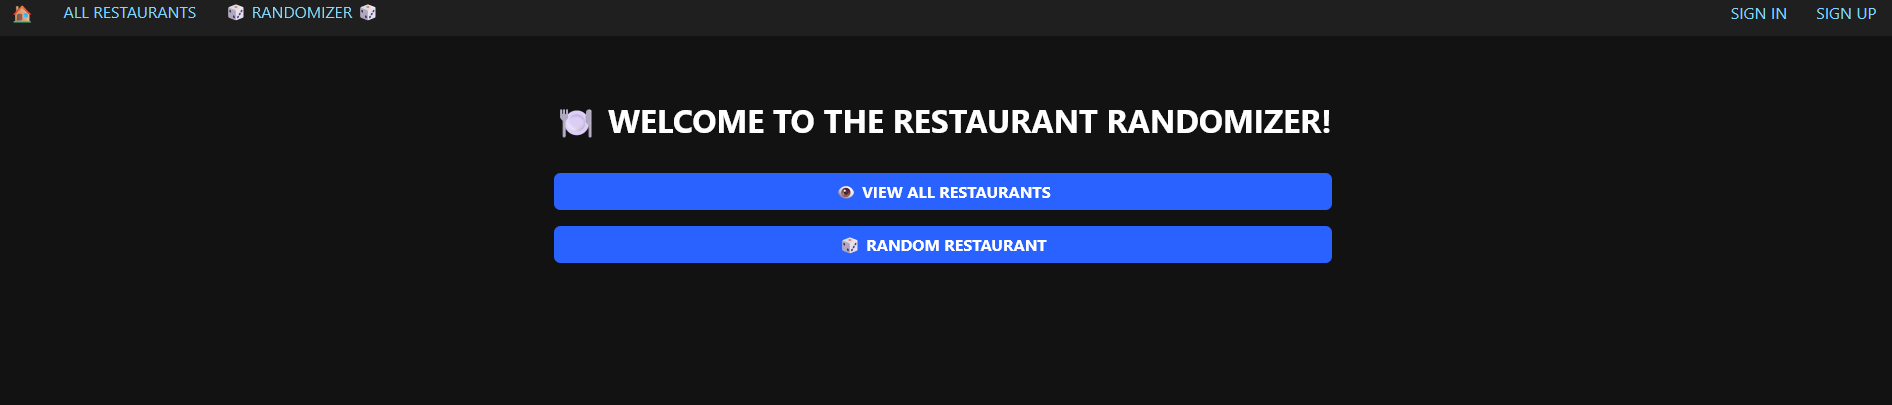 ALL RESTAURANTS
RANDOMIZER
SIGN IN
SIGN UP
WELCOME TO THE RESTAURANT RANDOMIZER!
VIEW ALL RESTAURANTS
RANDOM RESTAURANT